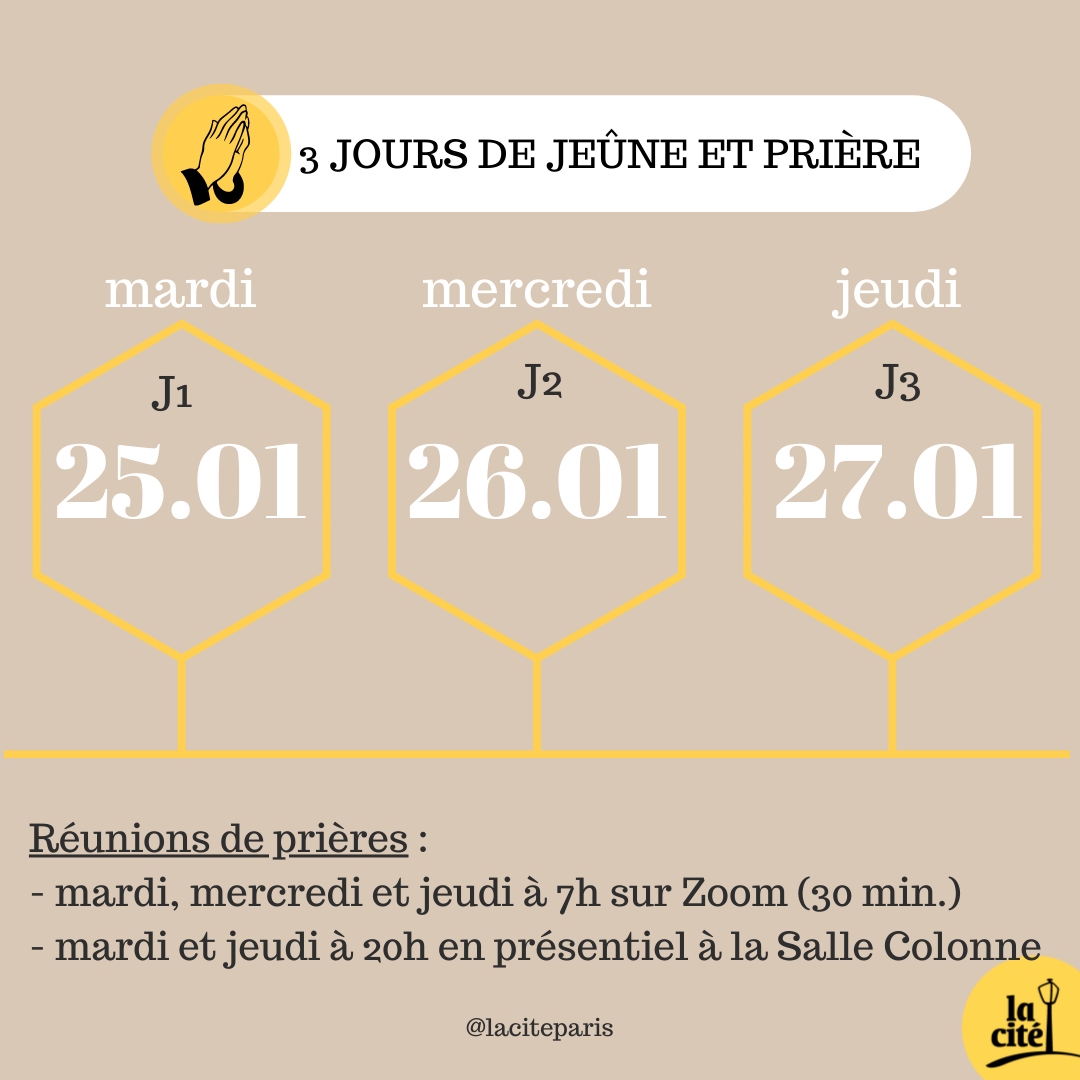 3 JOURS DE JEÛNE ET PRIÈRE
mardi
mercredi
jeudi
J1
J2
J3
25.01
26.01
27.01
Réunions de prières :
- mardi, mercredi et jeudi à 7h sur Zoom (30 min.)
- mardi et jeudi à 20h en présentiel à la Salle Colonne
@laciteparis
la
cité